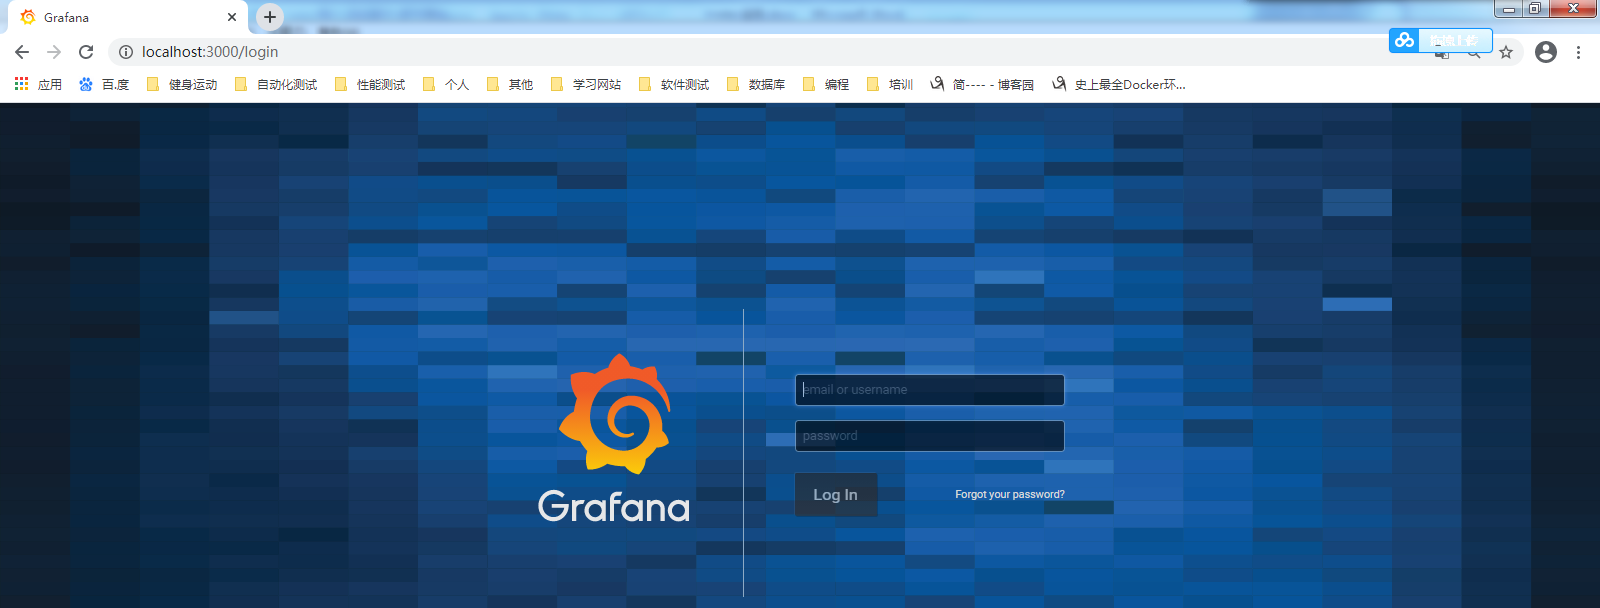 Grafana
localhost:3000/login
应用 百度 健身运动 自动化测试 性能测试 个人 其他 学习网站 软件测试 数据库 编程 培训 简---- - 博客园 史上最全Docker环...
email or username
password
Log In
Forgot your password?
Grafana